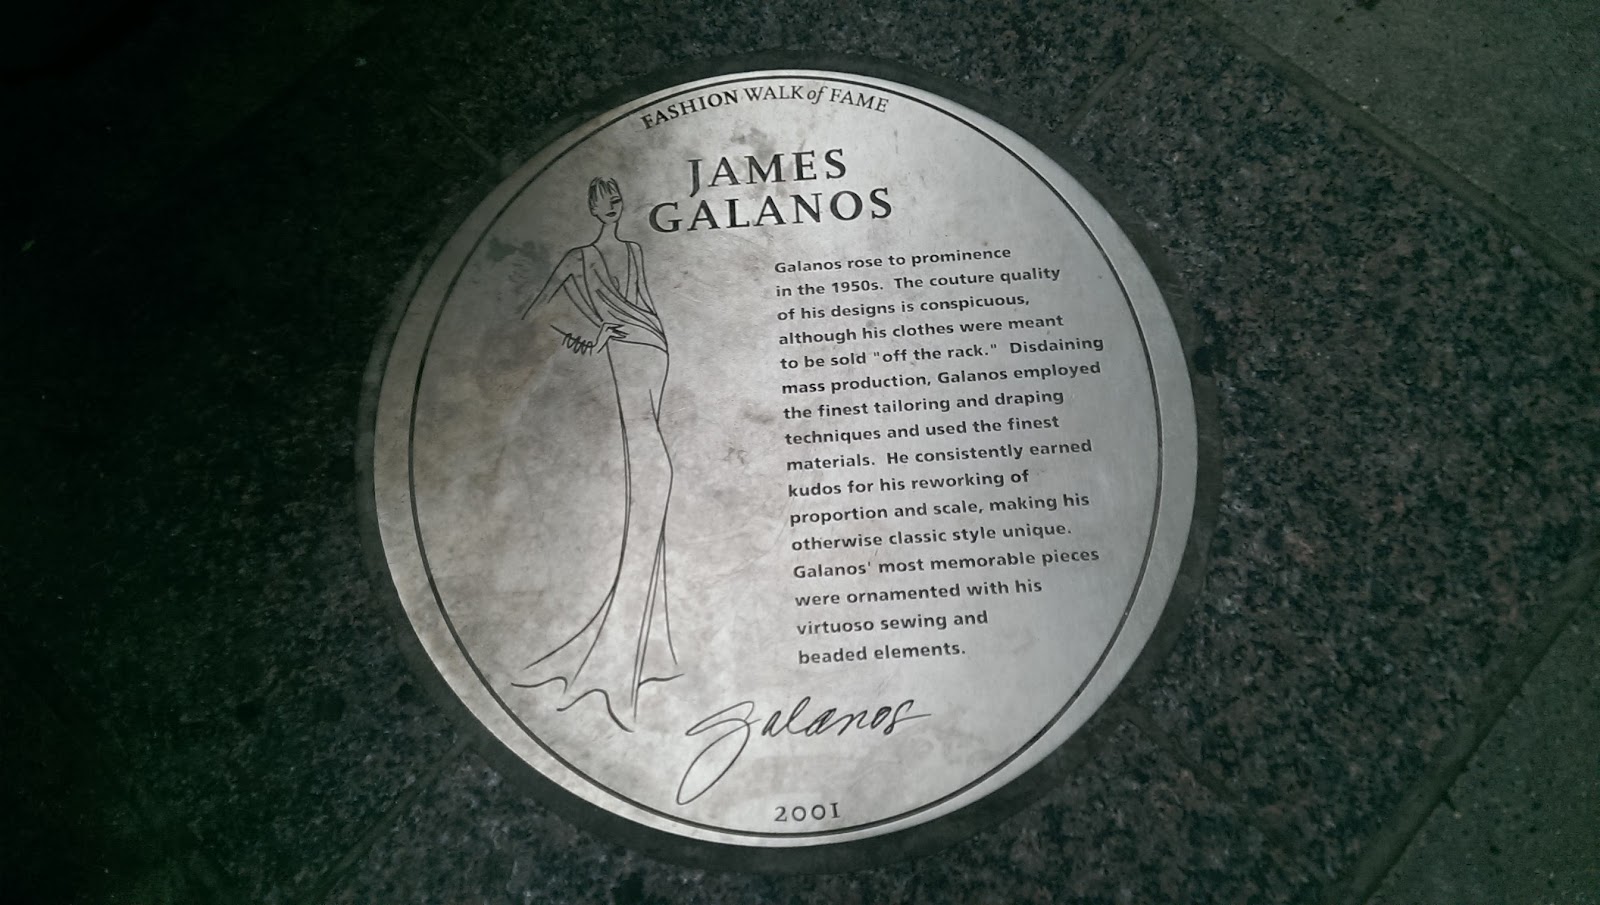 FASHION WALK of FAME
JAMES
GALANOS
Galanos rose to prominence
in the 1950s. The couture quality
of his designs is conspicuous,
although his clothes were meant
to be sold "off the rack." Disdaining
mass production, Galanos employed
the finest tailoring and draping
techniques and used the finest
materials. He consistently earned
kudos for his reworking of
proportion and scale, making his
otherwise classic style unique.
Galanos' most memorable pieces
were ornamented with his
virtuoso sewing and
beaded elements.
Galanos
2001